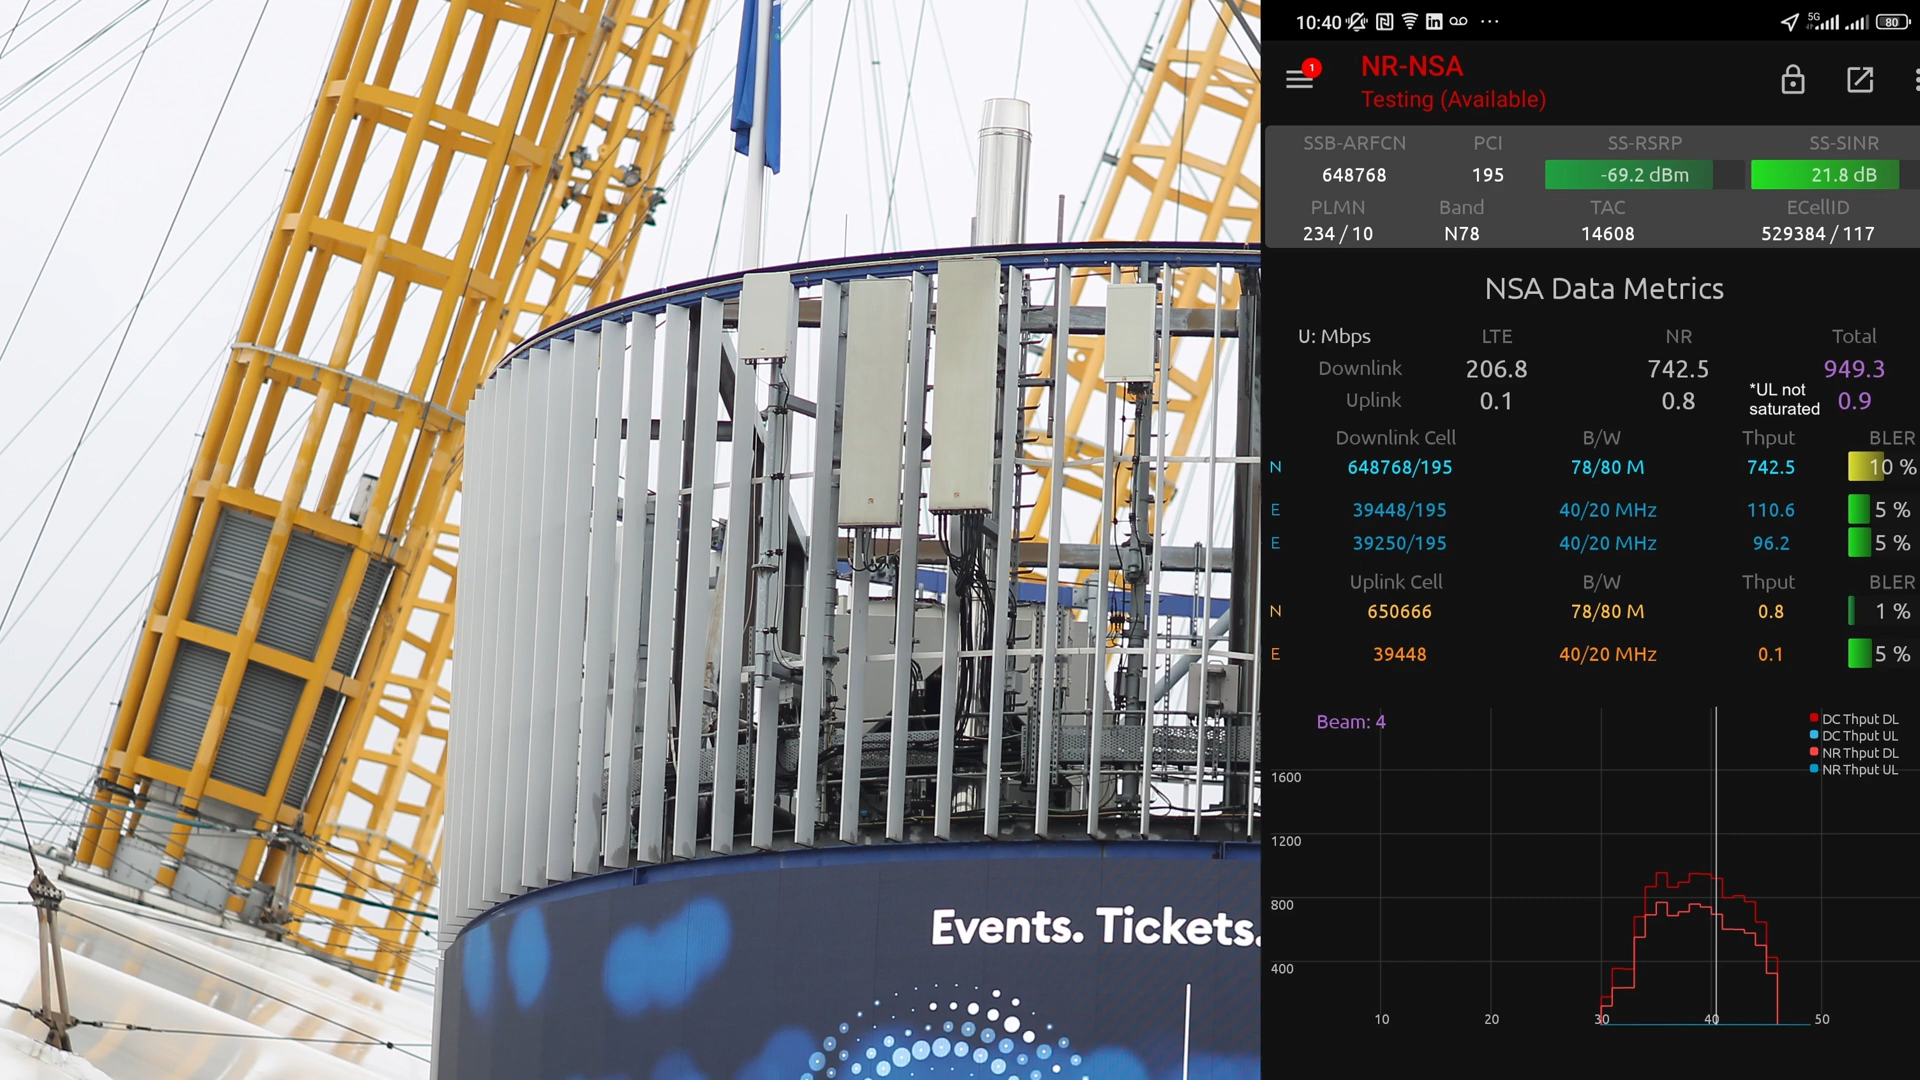 Events. Tickets.
10:40
5G
80
1
NR-NSA
Testing (Available)
SSB-ARFCN PCI SS-RSRP SS-SINR
648768 195 -69.2 dBm 21.8 dB
PLMN Band TAC ECellID
234 / 10 N78 14608 529384 / 117
NSA Data Metrics
U: Mbps LTE NR Total
Downlink 206.8 742.5 949.3
Uplink 0.1 0.8 *UL not saturated 0.9
Downlink Cell B/W Thput BLER
N 648768/195 78/80 M 742.5 10 %
E 39448/195 40/20 MHz 110.6 5 %
E 39250/195 40/20 MHz 96.2 5 %
Uplink Cell B/W Thput BLER
N 650666 78/80 M 0.8 1 %
E 39448 40/20 MHz 0.1 5 %
Beam: 4
DC Thput DL
DC Thput UL
NR Thput DL
NR Thput UL
1600
1200
800
400
10 20 30 40 50